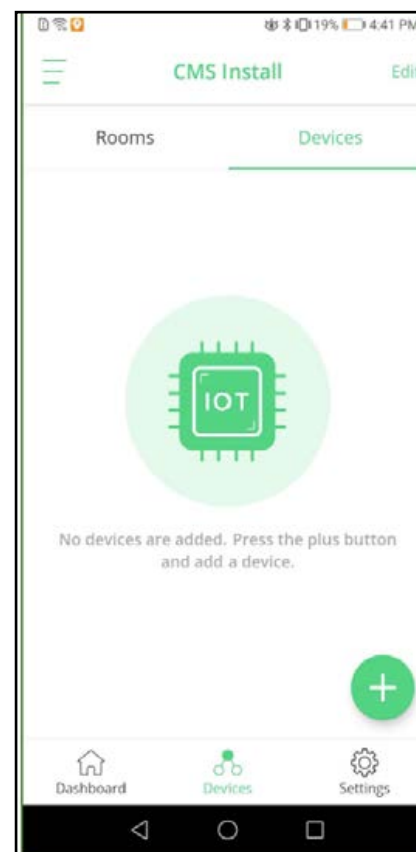 19% 4:41 PM
CMS Install
Edit
Rooms
Devices
IOT
No devices are added. Press the plus button
and add a device.
Dashboard
Devices
Settings